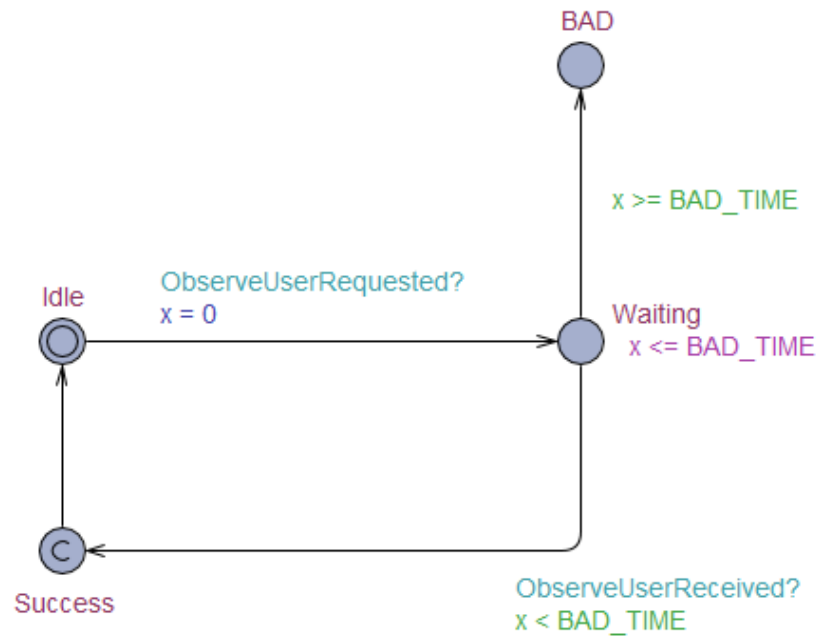 BAD
x >= BAD_TIME
ObserveUserRequested?
x = 0
Idle
Waiting
x <= BAD_TIME
C
Success
ObserveUserReceived?
x < BAD_TIME